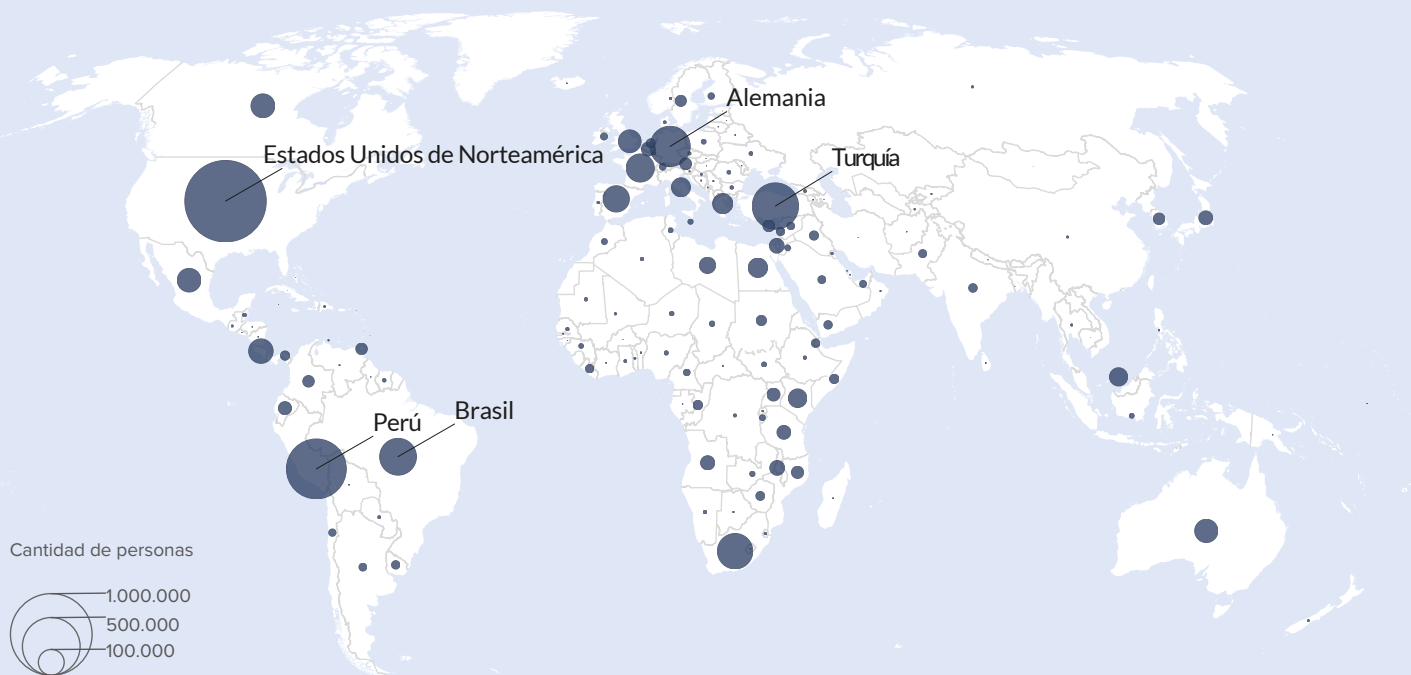 Alemania
Estados Unidos de Norteamérica
Turquía
Perú
Brasil
Cantidad de personas
1.000.000
500.000
100.000